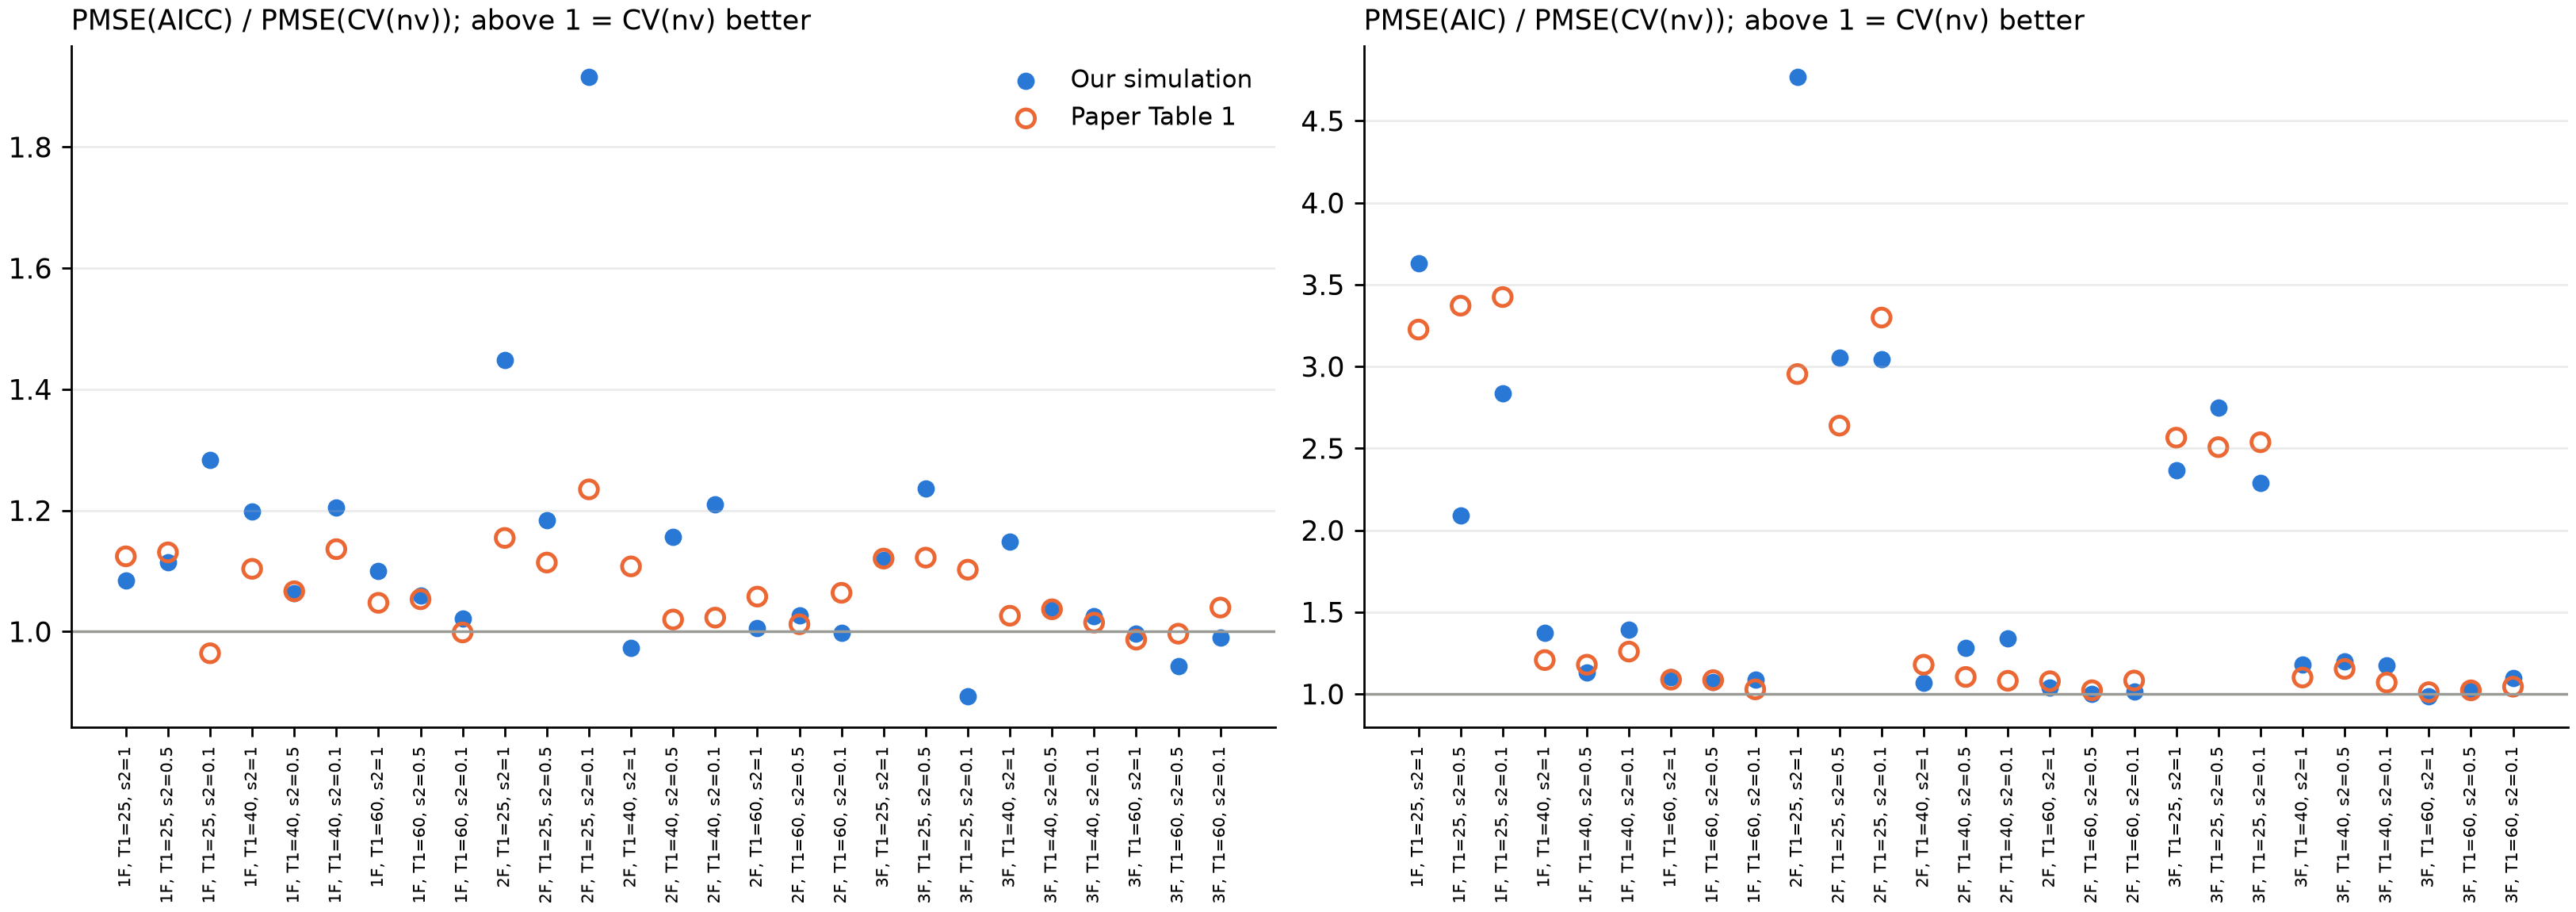 PMSE(AICC) / PMSE(CV(nv)); above 1 = CV(nv) better
Our simulation
Paper Table 1
1.8
1.6
1.4
1.2
1.0
1F, T1=25, s2=1
1F, T1=25, s2=0.5
1F, T1=25, s2=0.1
1F, T1=40, s2=1
1F, T1=40, s2=0.5
1F, T1=40, s2=0.1
1F, T1=60, s2=1
1F, T1=60, s2=0.5
1F, T1=60, s2=0.1
2F, T1=25, s2=1
2F, T1=25, s2=0.5
2F, T1=25, s2=0.1
2F, T1=40, s2=1
2F, T1=40, s2=0.5
2F, T1=40, s2=0.1
2F, T1=60, s2=1
2F, T1=60, s2=0.5
2F, T1=60, s2=0.1
3F, T1=25, s2=1
3F, T1=25, s2=0.5
3F, T1=25, s2=0.1
3F, T1=40, s2=1
3F, T1=40, s2=0.5
3F, T1=40, s2=0.1
3F, T1=60, s2=1
3F, T1=60, s2=0.5
3F, T1=60, s2=0.1
PMSE(AIC) / PMSE(CV(nv)); above 1 = CV(nv) better
4.5
4.0
3.5
3.0
2.5
2.0
1.5
1.0
1F, T1=25, s2=1
1F, T1=25, s2=0.5
1F, T1=25, s2=0.1
1F, T1=40, s2=1
1F, T1=40, s2=0.5
1F, T1=40, s2=0.1
1F, T1=60, s2=1
1F, T1=60, s2=0.5
1F, T1=60, s2=0.1
2F, T1=25, s2=1
2F, T1=25, s2=0.5
2F, T1=25, s2=0.1
2F, T1=40, s2=1
2F, T1=40, s2=0.5
2F, T1=40, s2=0.1
2F, T1=60, s2=1
2F, T1=60, s2=0.5
2F, T1=60, s2=0.1
3F, T1=25, s2=1
3F, T1=25, s2=0.5
3F, T1=25, s2=0.1
3F, T1=40, s2=1
3F, T1=40, s2=0.5
3F, T1=40, s2=0.1
3F, T1=60, s2=1
3F, T1=60, s2=0.5
3F, T1=60, s2=0.1